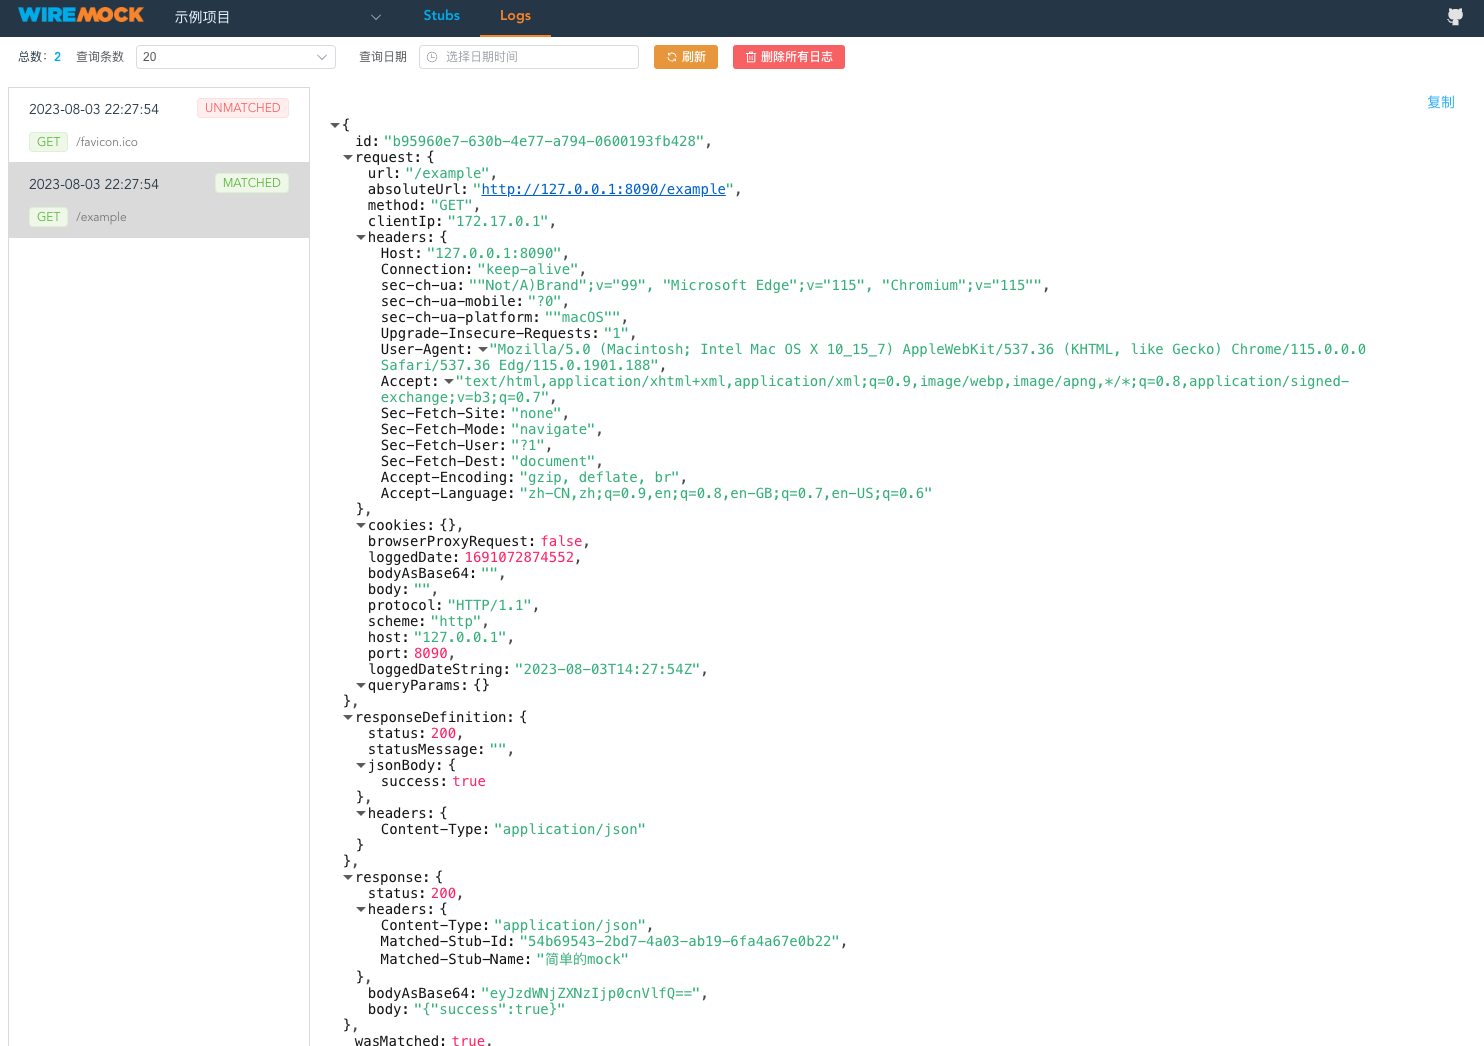 WIREMOCK 示例项目 Stubs Logs
总数: 2 查询条数 20 查询日期 选择日期时间 刷新 删除所有日志
2023-08-03 22:27:54 UNMATCHED
GET /favicon.ico
2023-08-03 22:27:54 MATCHED
GET /example
复制
{
id: "b95960e7-630b-4e77-a794-0600193fb428",
request: {
url: "/example",
absoluteUrl: "http://127.0.0.1:8090/example",
method: "GET",
clientIp: "172.17.0.1",
headers: {
Host: "127.0.0.1:8090",
Connection: "keep-alive",
sec-ch-ua: ""Not/A)Brand";v="99", "Microsoft Edge";v="115", "Chromium";v="115"",
sec-ch-ua-mobile: "?0",
sec-ch-ua-platform: ""macOS"",
Upgrade-Insecure-Requests: "1",
User-Agent: "Mozilla/5.0 (Macintosh; Intel Mac OS X 10_15_7) AppleWebKit/537.36 (KHTML, like Gecko) Chrome/115.0.0.0
Safari/537.36 Edg/115.0.1901.188",
Accept: "text/html,application/xhtml+xml,application/xml;q=0.9,image/webp,image/apng,*/*;q=0.8,application/signed-
exchange;v=b3;q=0.7",
Sec-Fetch-Site: "none",
Sec-Fetch-Mode: "navigate",
Sec-Fetch-User: "?1",
Sec-Fetch-Dest: "document",
Accept-Encoding: "gzip, deflate, br",
Accept-Language: "zh-CN,zh;q=0.9,en;q=0.8,en-GB;q=0.7,en-US;q=0.6"
},
cookies: {},
browserProxyRequest: false,
loggedDate: 1691072874552,
bodyAsBase64: "",
body: "",
protocol: "HTTP/1.1",
scheme: "http",
host: "127.0.0.1",
port: 8090,
loggedDateString: "2023-08-03T14:27:54Z",
queryParams: {}
},
responseDefinition: {
status: 200,
statusMessage: "",
jsonBody: {
success: true
},
headers: {
Content-Type: "application/json"
}
},
response: {
status: 200,
headers: {
Content-Type: "application/json",
Matched-Stub-Id: "54b69543-2bd7-4a03-ab19-6fa4a67e0b22",
Matched-Stub-Name: "简单的mock"
},
bodyAsBase64: "eyJzdWNjZXNzIjp0cnVlfQ==",
body: "{"success":true}"
},
wasMatched: true,